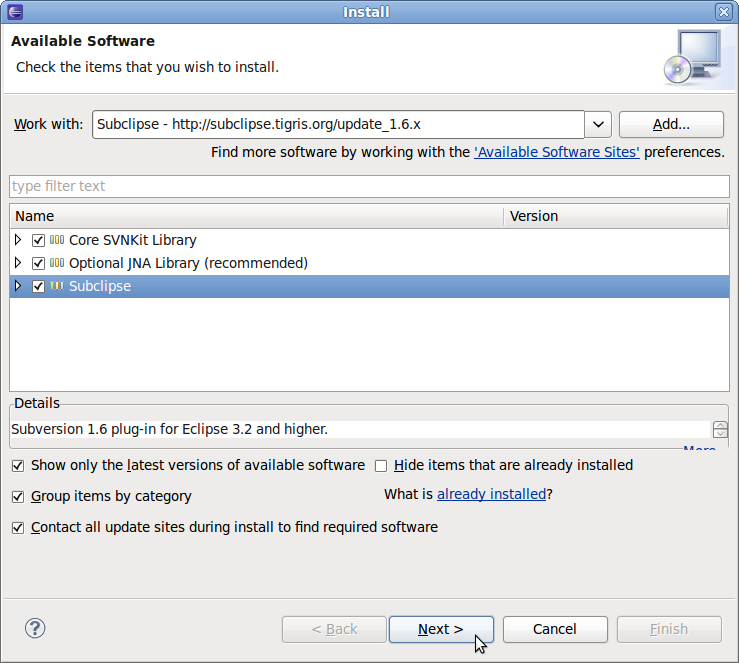 Install
Available Software
Check the items that you wish to install.
Work with: Subclipse - http://subclipse.tigris.org/update_1.6.x Add...
Find more software by working with the 'Available Software Sites' preferences.
type filter text
Name Version
Core SVNKit Library
Optional JNA Library (recommended)
Subclipse
Details
Subversion 1.6 plug-in for Eclipse 3.2 and higher.
More
Show only the latest versions of available software Hide items that are already installed
Group items by category What is already installed?
Contact all update sites during install to find required software
? < Back Next > Cancel Finish